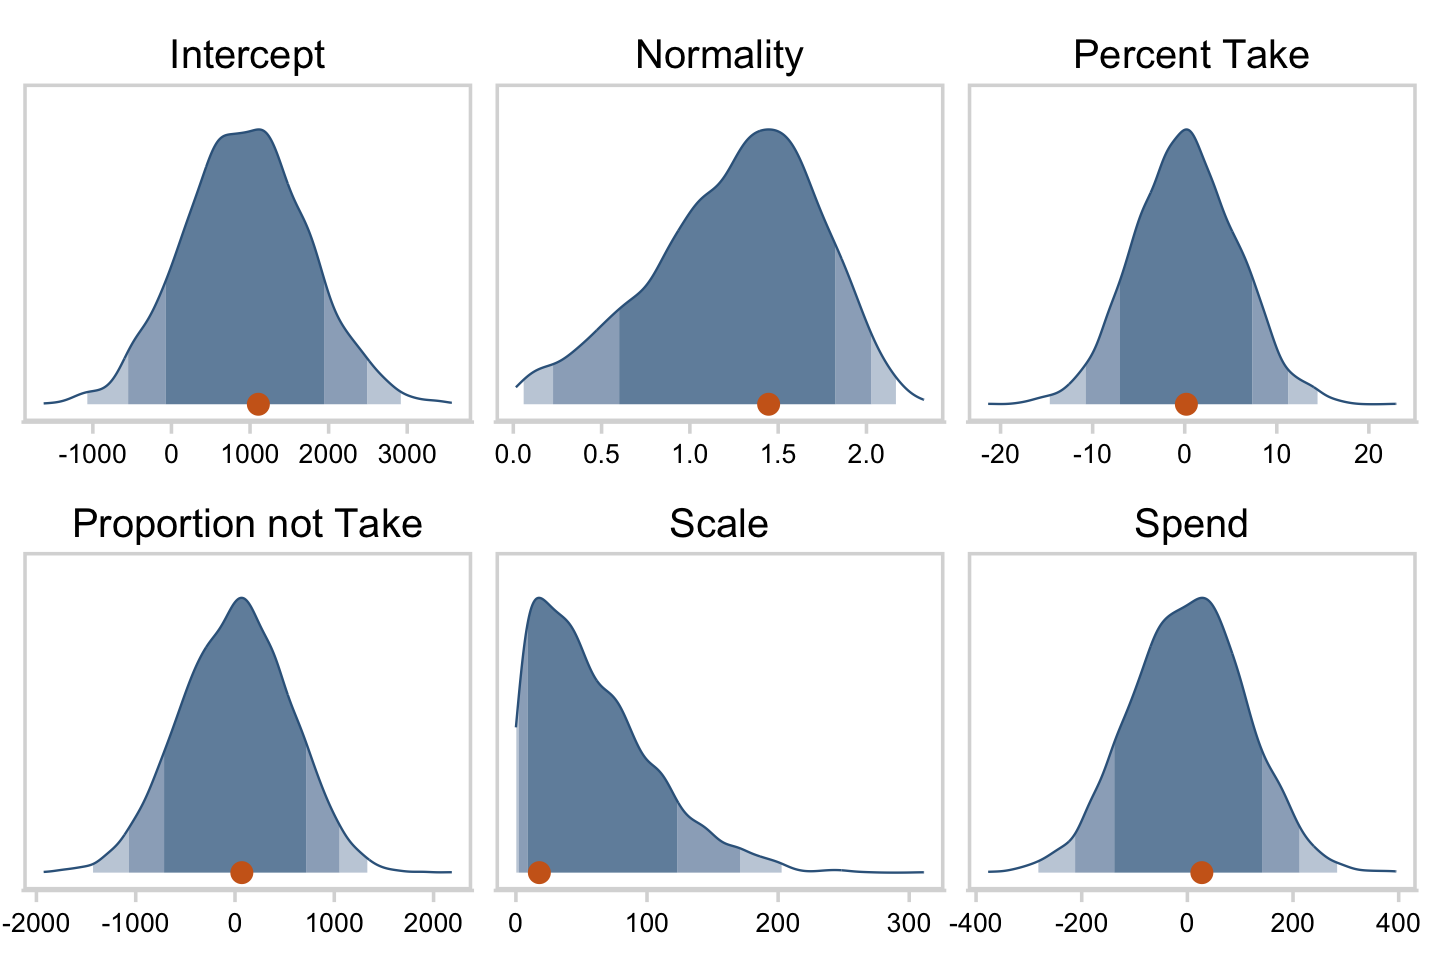 Intercept
Normality
Percent Take
-1000 0 1000 2000 3000
0.0 0.5 1.0 1.5 2.0
-20 -10 0 10 20
Proportion not Take
Scale
Spend
-2000 -1000 0 1000 2000
0 100 200 300
-400 -200 0 200 400